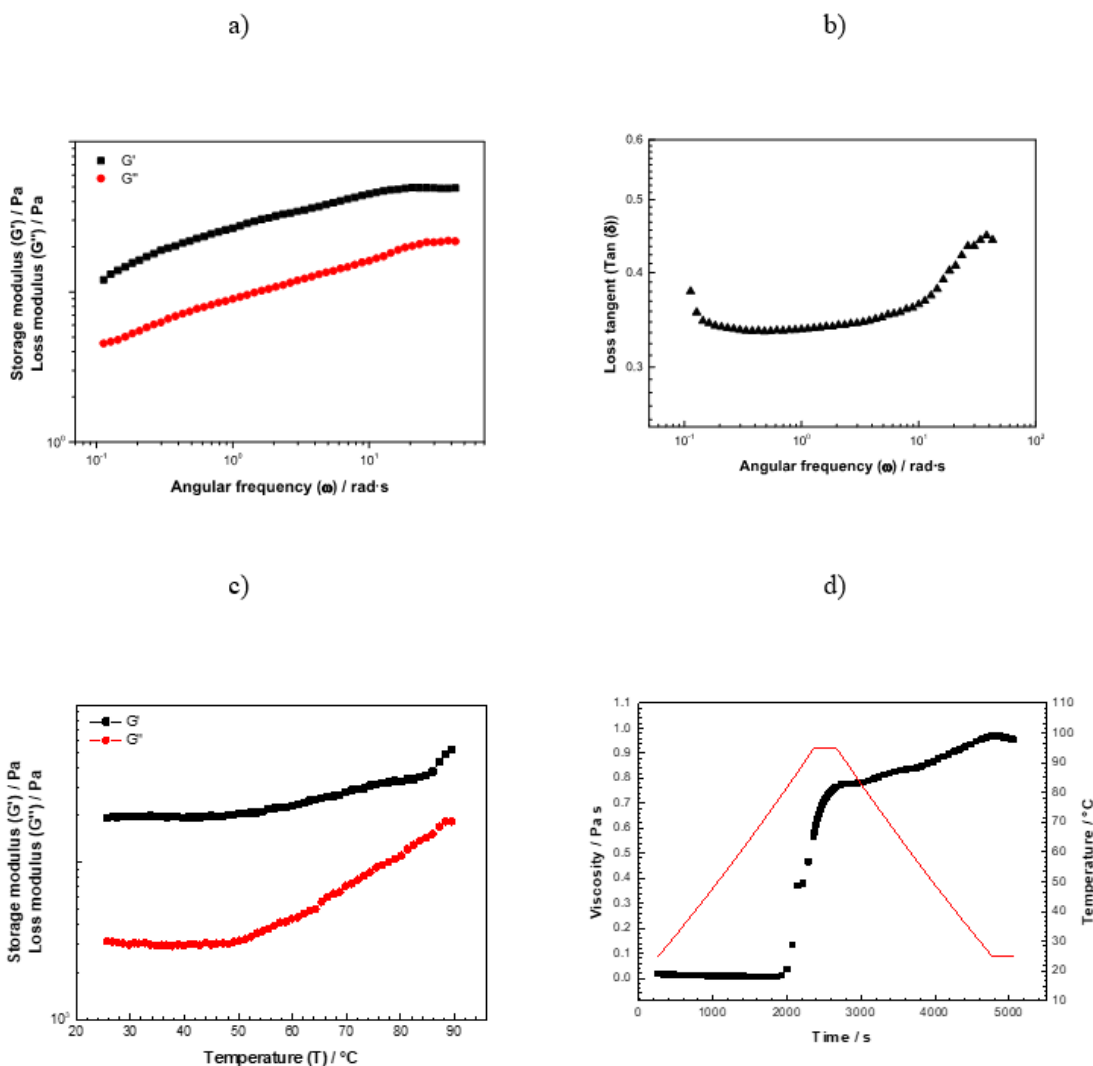 a)
b)
G'
G''
Storage modulus (G') / Pa
Loss modulus (G'') / Pa
10⁰
10⁻¹ 10⁰ 10¹
Angular frequency (ω) / rad·s
0.6
0.5
0.4
0.3
Loss tangent (Tan (δ))
10⁻¹ 10⁰ 10¹ 10²
Angular frequency (ω) / rad·s
c)
d)
G'
G''
Storage modulus (G') / Pa
Loss modulus (G'') / Pa
20 30 40 50 60 70 80 90
Temperature (T) / °C
1.1
1.0
0.9
0.8
0.7
0.6
0.5
0.4
0.3
0.2
0.1
0.0
Viscosity / Pa s
0 1000 2000 3000 4000 5000
Time / s
110
100
90
80
70
60
50
40
30
20
10
Temperature / °C